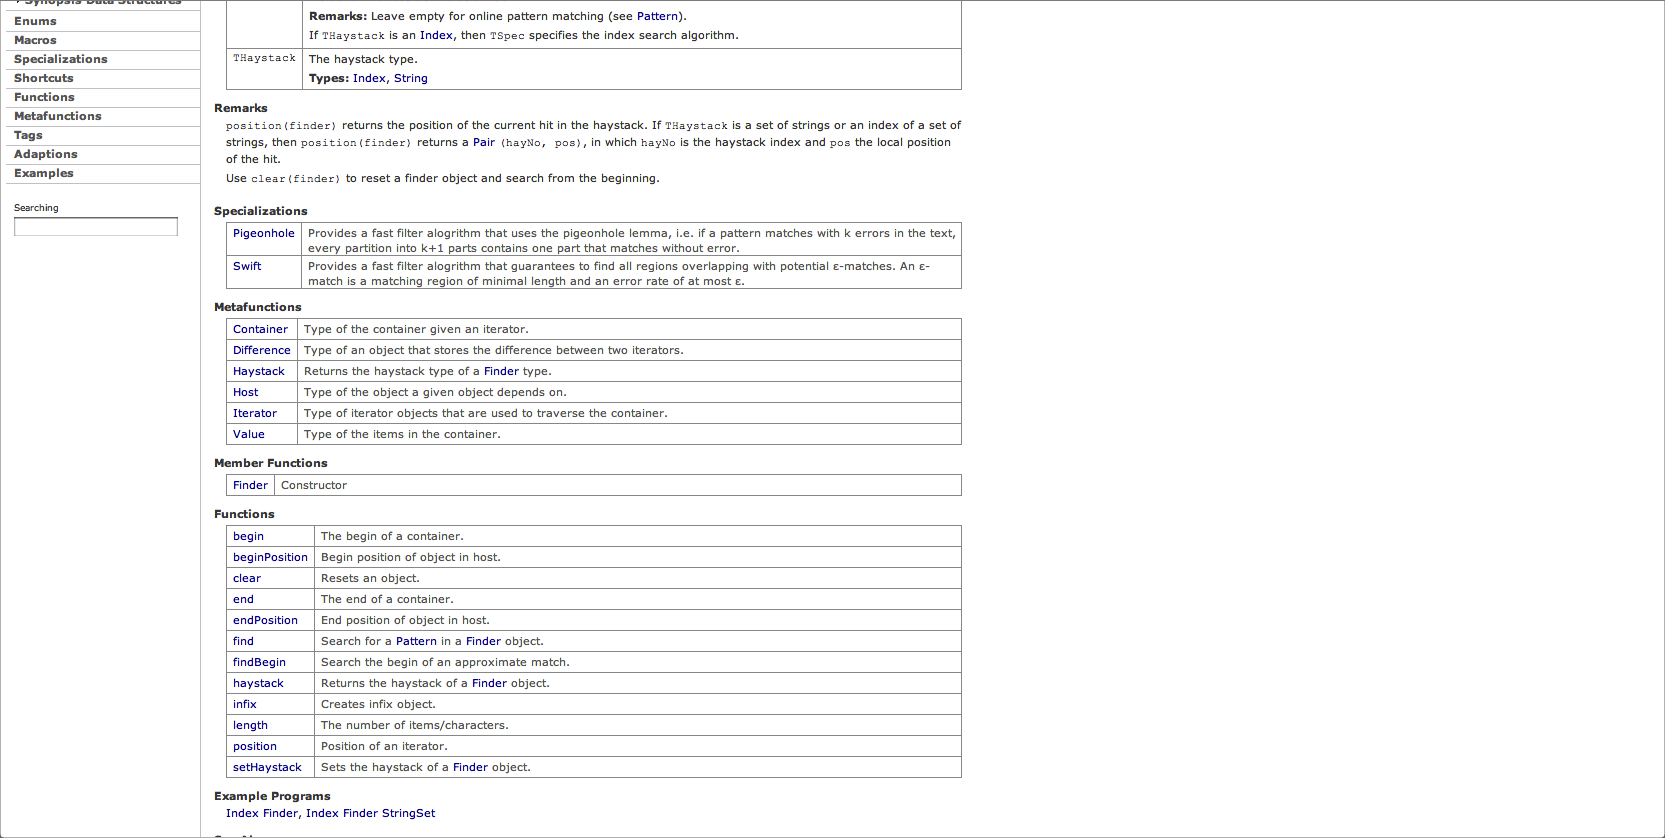 Synopsis Data Structures
Enums
Macros
Specializations
Shortcuts
Functions
Metafunctions
Tags
Adaptions
Examples
Searching
Remarks: Leave empty for online pattern matching (see Pattern).
If THaystack is an Index, then TSpec specifies the index search algorithm.
THaystack The haystack type.
Types: Index, String
Remarks
position(finder) returns the position of the current hit in the haystack. If THaystack is a set of strings or an index of a set of
strings, then position(finder) returns a Pair (hayNo, pos), in which hayNo is the haystack index and pos the local position
of the hit.
Use clear(finder) to reset a finder object and search from the beginning.
Specializations
Pigeonhole Provides a fast filter alogrithm that uses the pigeonhole lemma, i.e. if a pattern matches with k errors in the text,
every partition into k+1 parts contains one part that matches without error.
Swift Provides a fast filter alogrithm that guarantees to find all regions overlapping with potential ε-matches. An ε-
match is a matching region of minimal length and an error rate of at most ε.
Metafunctions
Container Type of the container given an iterator.
Difference Type of an object that stores the difference between two iterators.
Haystack Returns the haystack type of a Finder type.
Host Type of the object a given object depends on.
Iterator Type of iterator objects that are used to traverse the container.
Value Type of the items in the container.
Member Functions
Finder Constructor
Functions
begin The begin of a container.
beginPosition Begin position of object in host.
clear Resets an object.
end The end of a container.
endPosition End position of object in host.
find Search for a Pattern in a Finder object.
findBegin Search the begin of an approximate match.
haystack Returns the haystack of a Finder object.
infix Creates infix object.
length The number of items/characters.
position Position of an iterator.
setHaystack Sets the haystack of a Finder object.
Example Programs
Index Finder, Index Finder StringSet